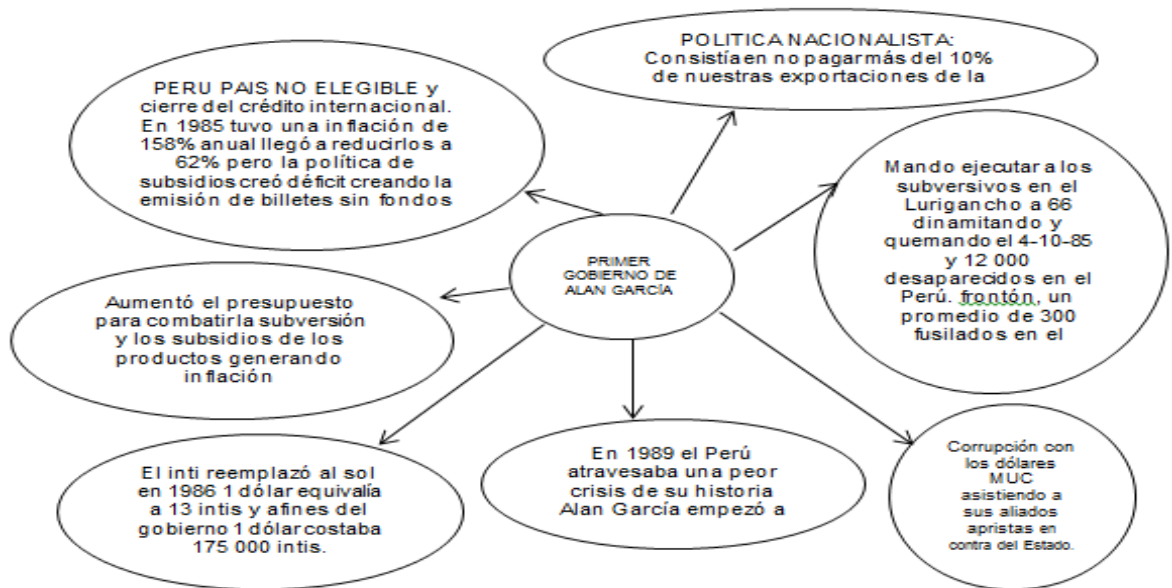 POLITICA NACIONALISTA:
Consistíaen no pagarmás del 10%
de nuestras exportaciones de la
PERU PAIS NO ELEGIBLE y
cierre del crédito internacional.
En 1985 tuvo una inflación de
158% anual llegó a reducirlos a
62% pero la política de
subsidios creó déficit creando la
emisión de billetes sin fondos
Mando ejecutar a los
subversivos en el
Lurigancho a 66
dinamitando y
quemando el 4-10-85
y 12 000
desaparecidos en el
Perú. frontón, un
promedio de 300
fusilados en el
PRIMER
GOBIERNO DE
ALAN GARCÍA
Aumentó el presupuesto
para combatir la subversión
y los subsidios de los
productos generando
inflación
El inti reemplazó al sol
en 1986 1 dólar equivalía
a 13 intis y afines del
gobierno 1 dólar costaba
175 000 intis.
En 1989 el Perú
atravesaba una peor
crisis de su historia
Alan García empezó a
Corrupción con
los dólares
MUC
asistiendo a
sus aliados
apristas en
contra del Estado.